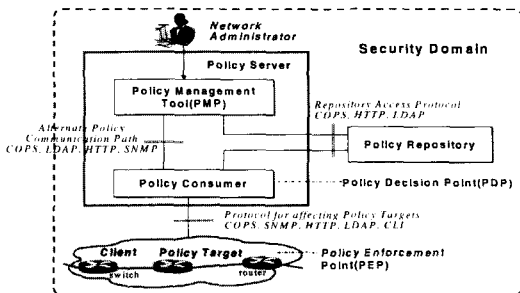 Network
Administrator
Security Domain
Policy Server
Policy Management
Tool(PMP)
Repository Access Protocol
COPS, HTTP, LDAP
Alternate Policy
Communication Path
COPS, LDAP, HTTP, SNMP
Policy Repository
Policy Consumer
Policy Decision Point(PDP)
Protocol for affecting Policy Targets
COPS, SNMP, HTTP, LDAP, CLI
Client
Policy Target
Policy Enforcement
Point(PEP)
switch
router